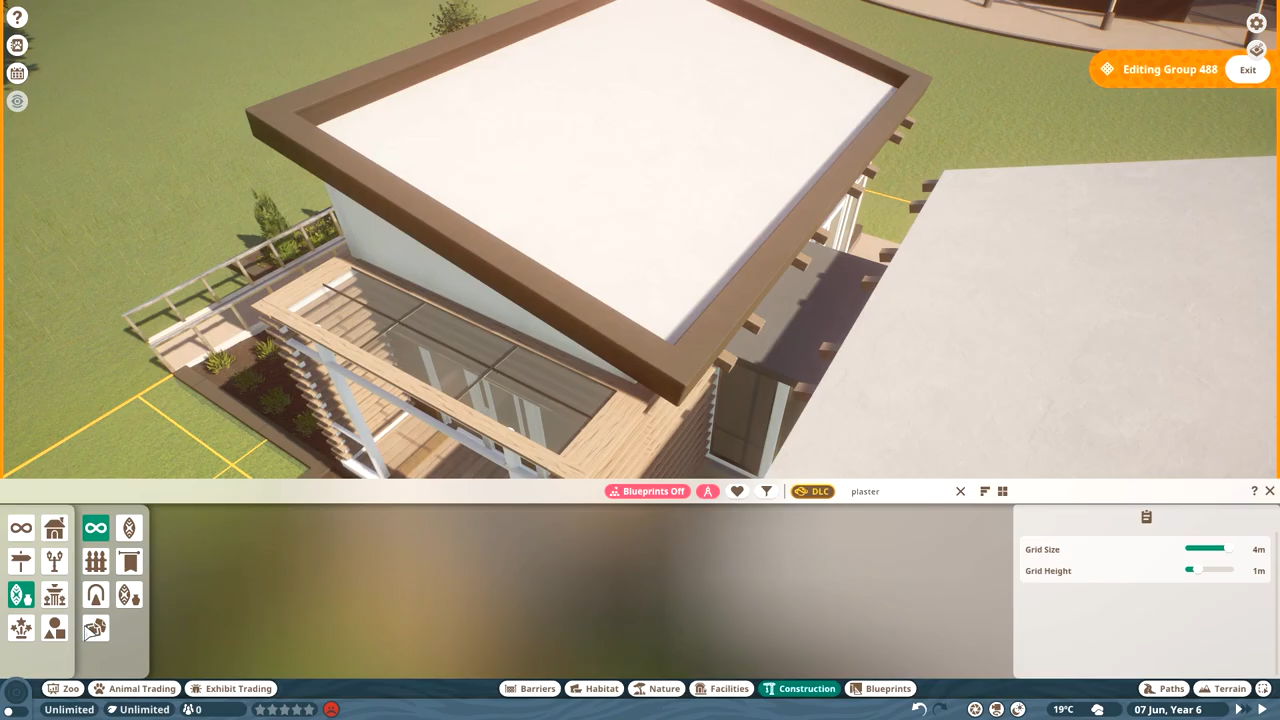 ?
Editing Group 488
Exit
Blueprints Off
DLC
plaster
?
Grid Size
4m
Grid Height
1m
Zoo
Animal Trading
Exhibit Trading
Barriers
Habitat
Nature
Facilities
Construction
Blueprints
Paths
Terrain
Unlimited
Unlimited
0
19°C
07 Jun, Year 6